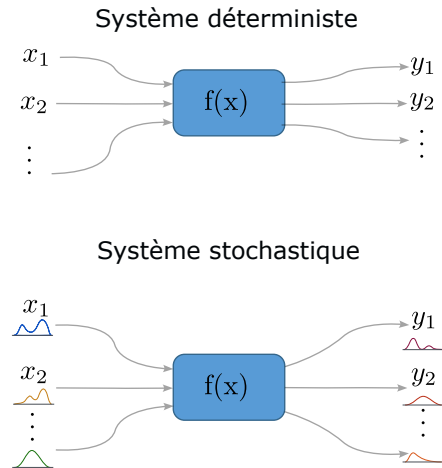 Système déterministe
x₁ y₁
x₂ f(x) y₂
⋮ ⋮
Système stochastique
x₁ y₁
x₂ f(x) y₂
⋮ ⋮